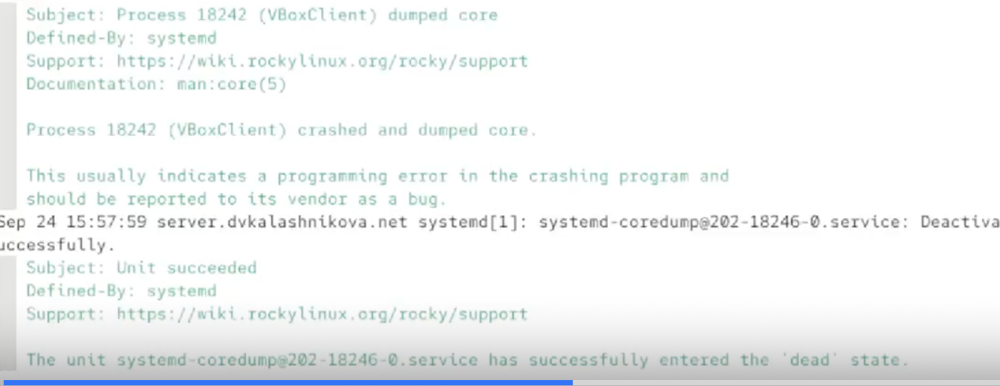 Subject: Process 18242 (VBoxClient) dumped core
Defined-By: systemd
Support: https://wiki.rockylinux.org/rocky/support
Documentation: man:core(5)
Process 18242 (VBoxClient) crashed and dumped core.
This usually indicates a programming error in the crashing program and
should be reported to its vendor as a bug.
Sep 24 15:57:59 server.dvkalashnikova.net systemd[1]: systemd-coredump@202-18246-0.service: Deactiva
uccessfully.
Subject: Unit succeeded
Defined-By: systemd
Support: https://wiki.rockylinux.org/rocky/support
The unit systemd-coredump@202-18246-0.service has successfully entered the 'dead' state.